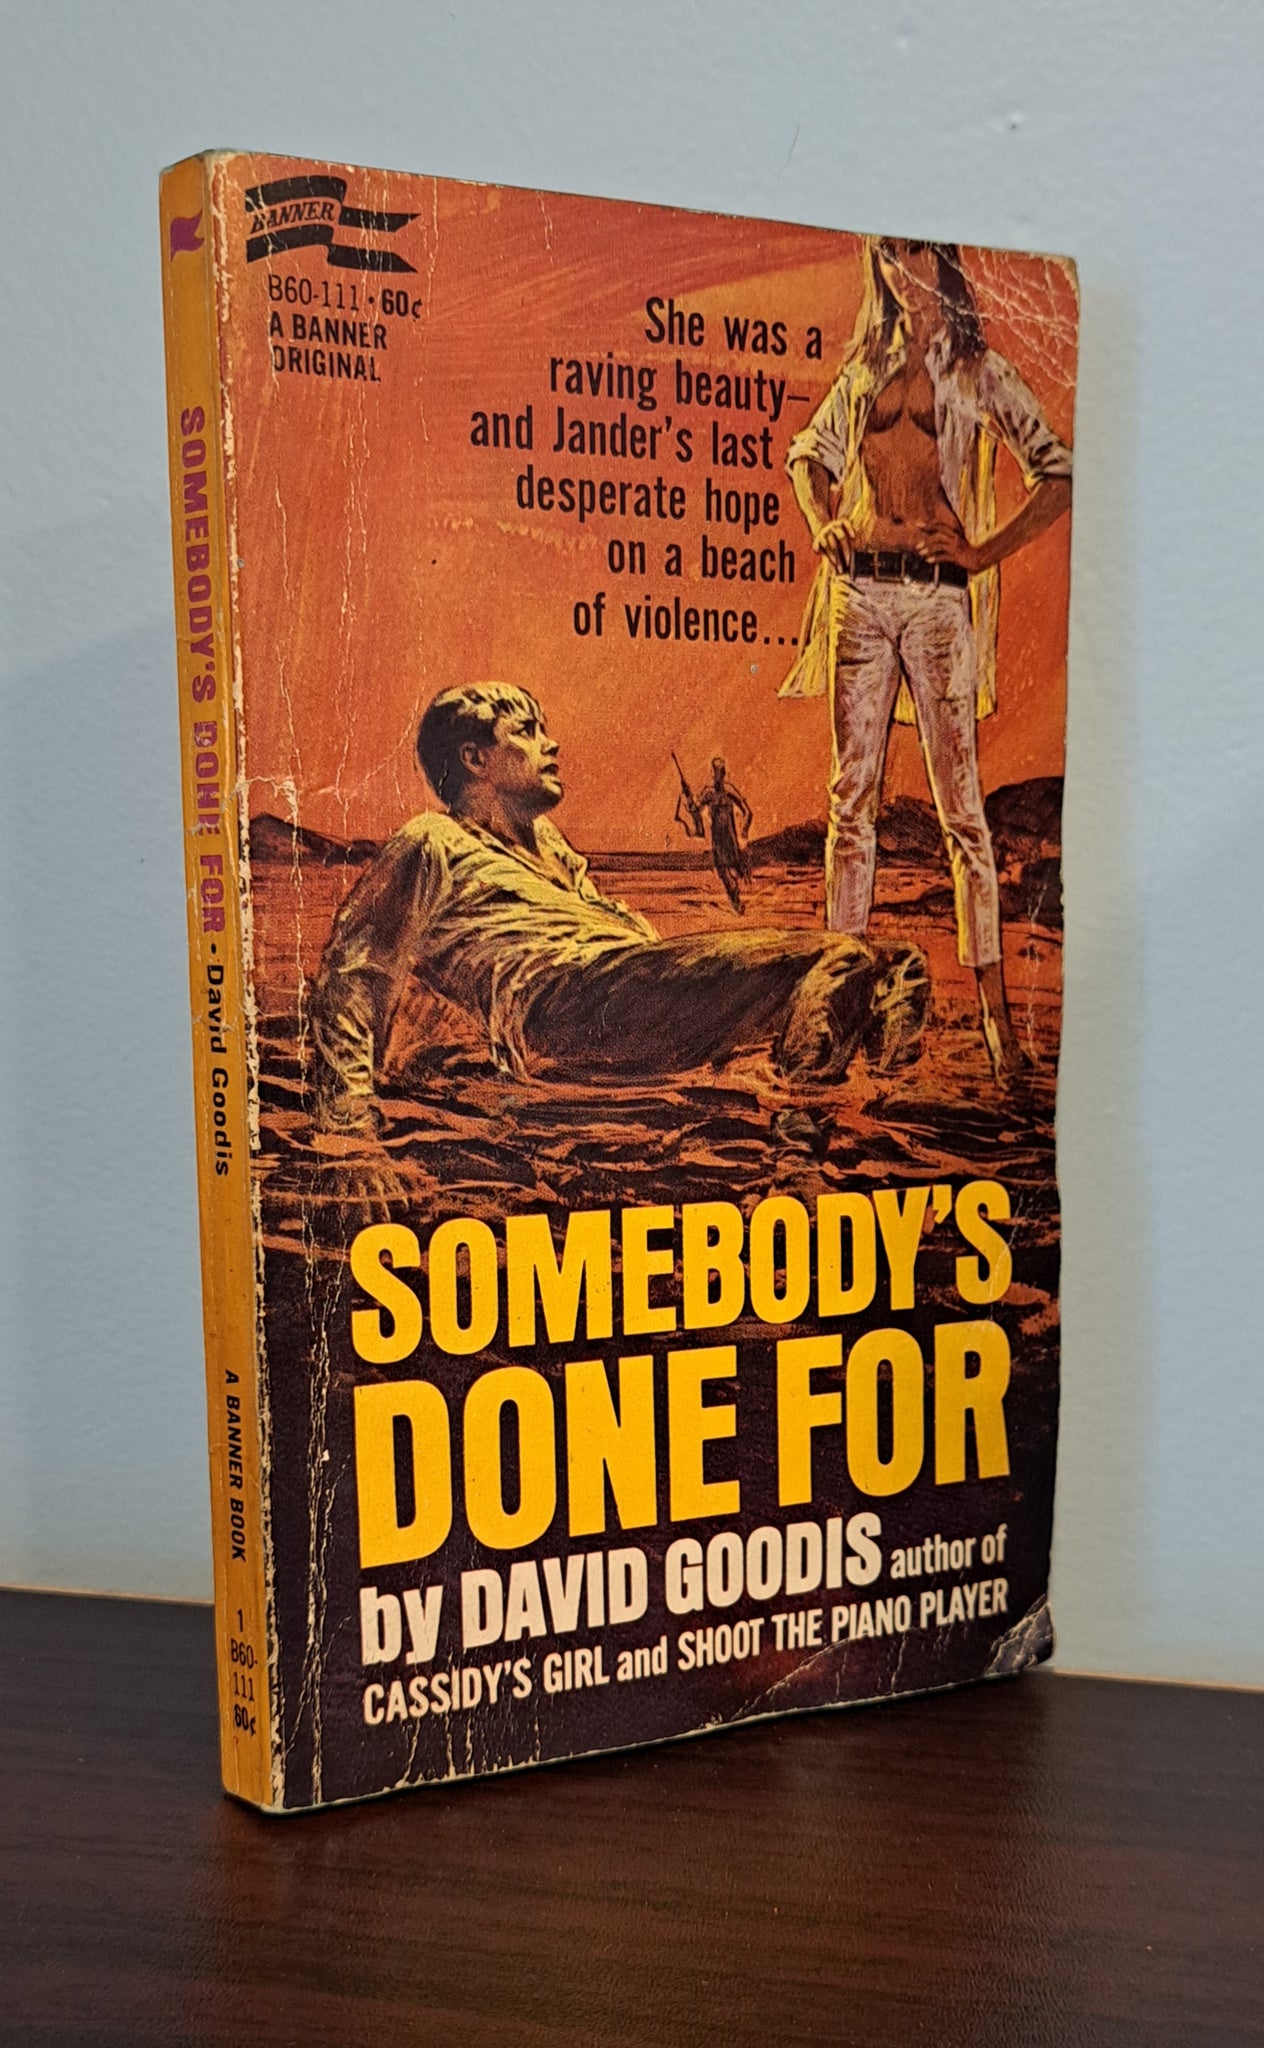 BANNER
B60-111 • 60¢
A BANNER
ORIGINAL
She was a
raving beauty—
and Jander's last
desperate hope
on a beach
of violence...
SOMEBODY'S
DONE FOR
by DAVID GOODIS author of
CASSIDY'S GIRL and SHOOT THE PIANO PLAYER
SOMEBODY'S DONE FOR • David Goodis
A BANNER BOOK
1
B60-
111
60¢